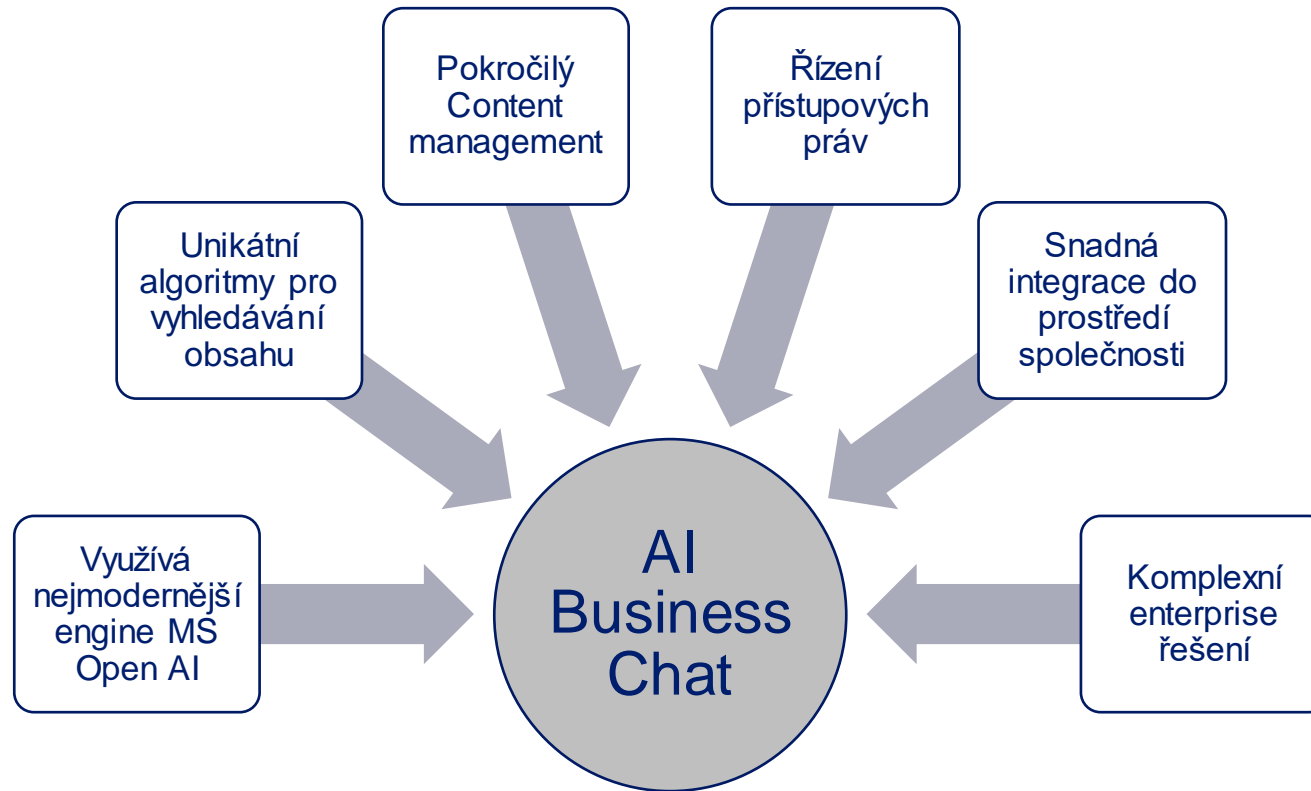 Pokročilý
Content
management
Řízení
přístupových
práv
Unikátní
algoritmy pro
vyhledávání
obsahu
Snadná
integrace do
prostředí
společnosti
Využívá
nejmodernější
engine MS
Open AI
AI
Business
Chat
Komplexní
enterprise
řešení